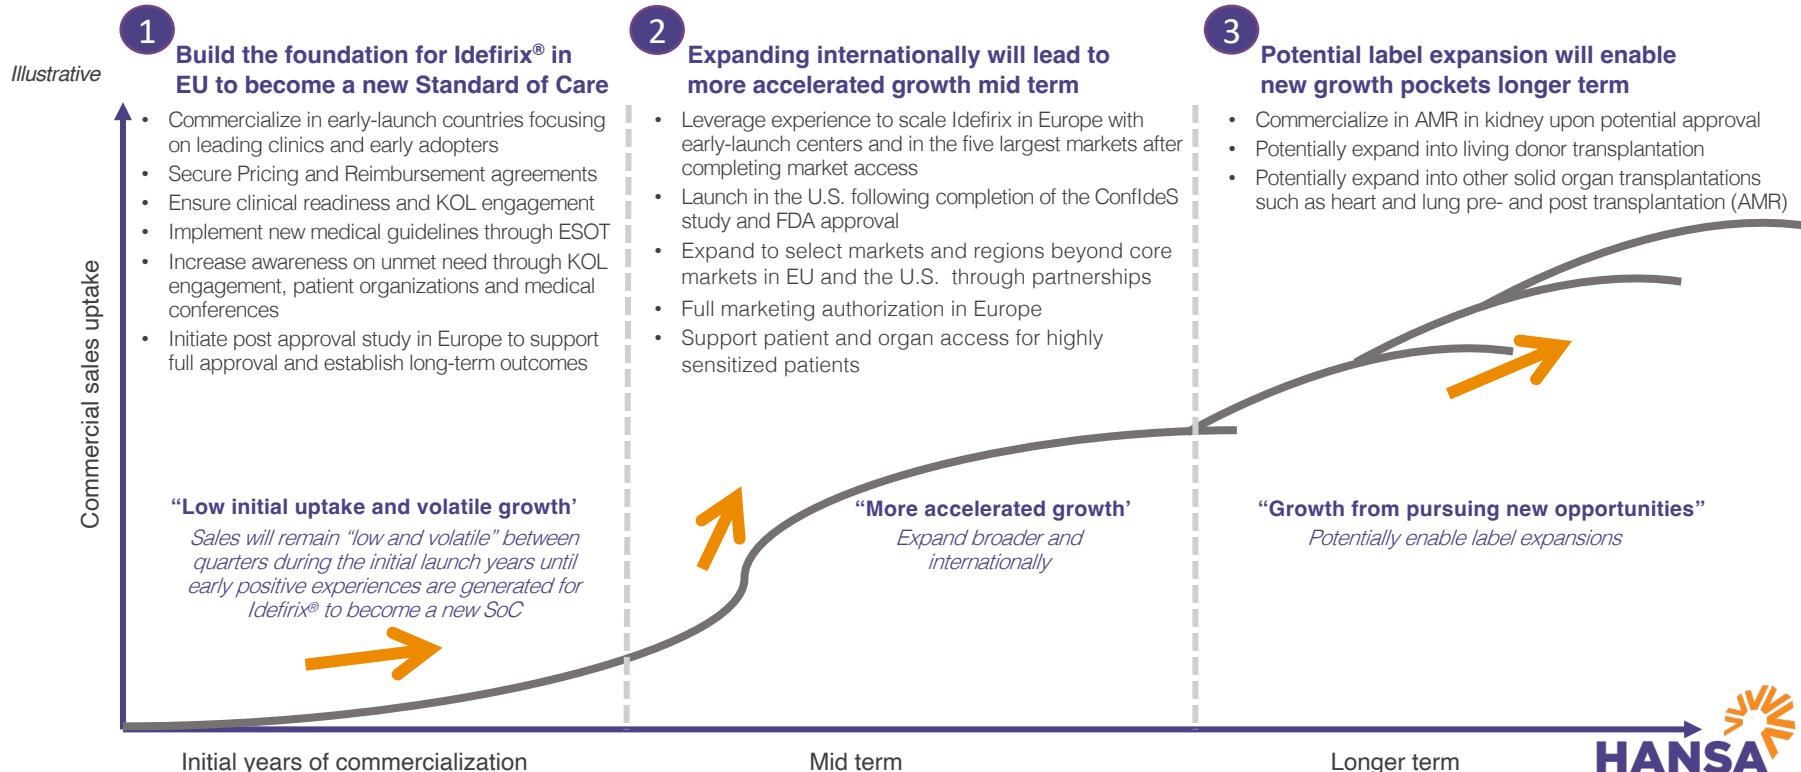 Illustrative
Commercial sales uptake
1
Build the foundation for Idefirix® in
EU to become a new Standard of Care
• Commercialize in early-launch countries focusing
on leading clinics and early adopters
• Secure Pricing and Reimbursement agreements
• Ensure clinical readiness and KOL engagement
• Implement new medical guidelines through ESOT
• Increase awareness on unmet need through KOL
engagement, patient organizations and medical
conferences
• Initiate post approval study in Europe to support
full approval and establish long-term outcomes
“Low initial uptake and volatile growth’
Sales will remain “low and volatile” between
quarters during the initial launch years until
early positive experiences are generated for
Idefirix® to become a new SoC
Initial years of commercialization
2
Expanding internationally will lead to
more accelerated growth mid term
• Leverage experience to scale Idefirix in Europe with
early-launch centers and in the five largest markets after
completing market access
• Launch in the U.S. following completion of the ConfIdeS
study and FDA approval
• Expand to select markets and regions beyond core
markets in EU and the U.S. through partnerships
• Full marketing authorization in Europe
• Support patient and organ access for highly
sensitized patients
“More accelerated growth’
Expand broader and
internationally
Mid term
3
Potential label expansion will enable
new growth pockets longer term
• Commercialize in AMR in kidney upon potential approval
• Potentially expand into living donor transplantation
• Potentially expand into other solid organ transplantations
such as heart and lung pre- and post transplantation (AMR)
“Growth from pursuing new opportunities”
Potentially enable label expansions
Longer term
HANSA